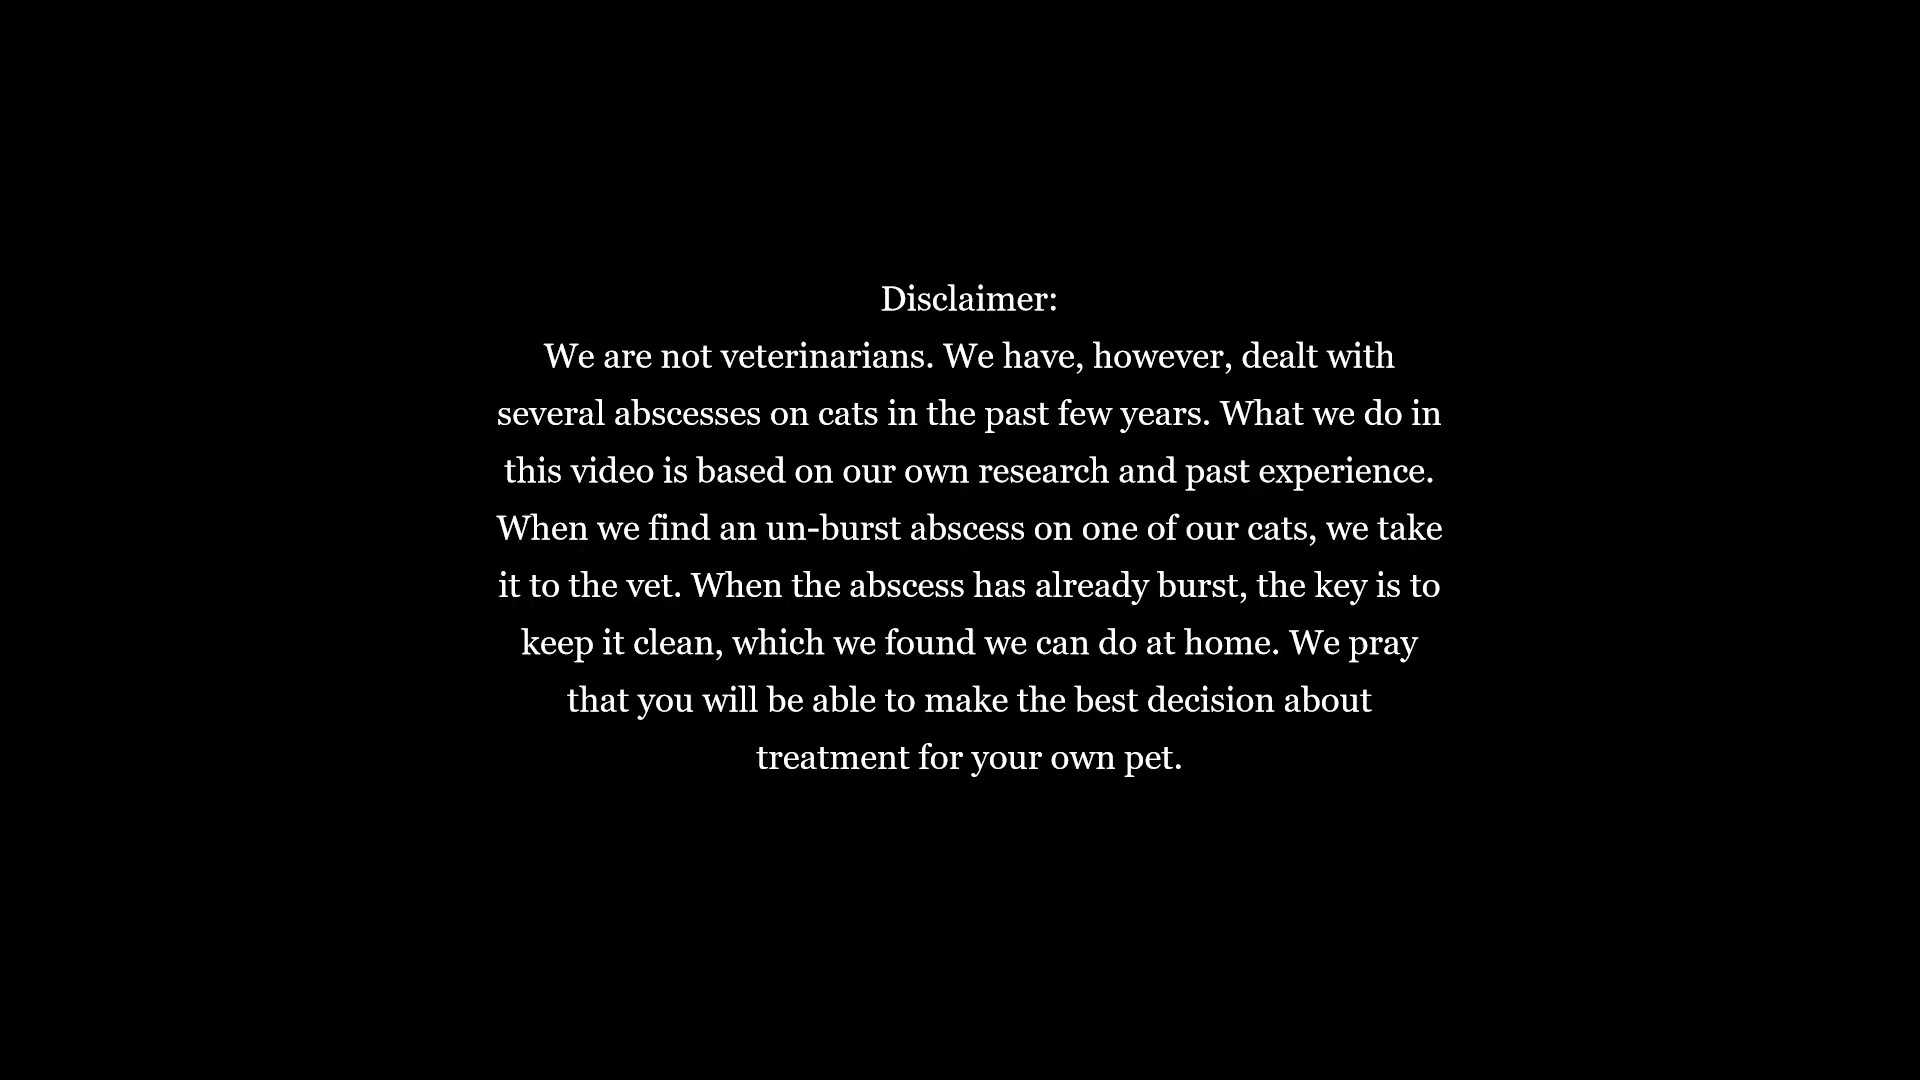 Disclaimer:
We are not veterinarians. We have, however, dealt with
several abscesses on cats in the past few years. What we do in
this video is based on our own research and past experience.
When we find an un-burst abscess on one of our cats, we take
it to the vet. When the abscess has already burst, the key is to
keep it clean, which we found we can do at home. We pray
that you will be able to make the best decision about
treatment for your own pet.